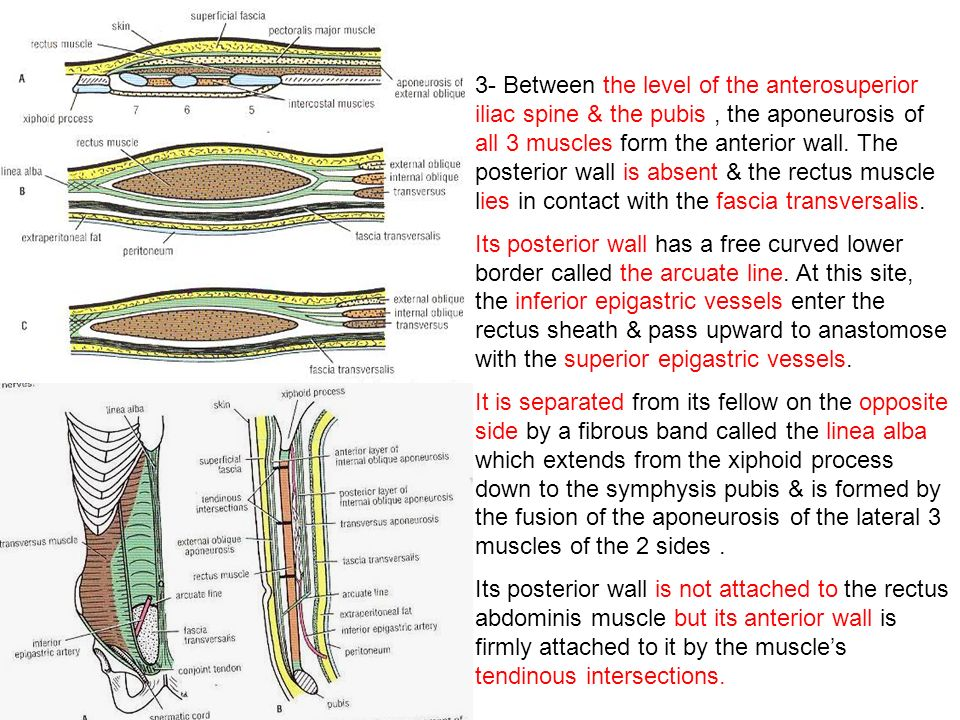 superficial fascia
skin
pectoralis major muscle
rectus muscle
A
aponeurosis of
external oblique
intercostal muscles
xiphoid process
7
6
5
rectus muscle
linea alba
external oblique
internal oblique
transversus
B
extraperitoneal fat
fascia transversalis
peritoneum
external oblique
internal oblique
transversus
C
fascia transversalis
nerves.
linea alba
transversus muscle
arcuate line
inferior
epigastric artery
fascia
transversalis
conjoint tendon
spermatic cord
A
xiphoid process
skin
superficial
fascia
anterior layer of
internal oblique aponeurosis
tendinous
intersections
posterior layer of
internal oblique aponeurosis
transversus aponeurosis
external oblique
aponeurosis
fascia transversalis
rectus muscle
arcuate line
extraperitoneal fat
inferior epigastric artery
peritoneum
pubis
B
3- Between the level of the anterosuperior
iliac spine & the pubis , the aponeurosis of
all 3 muscles form the anterior wall. The
posterior wall is absent & the rectus muscle
lies in contact with the fascia transversalis.
Its posterior wall has a free curved lower
border called the arcuate line. At this site,
the inferior epigastric vessels enter the
rectus sheath & pass upward to anastomose
with the superior epigastric vessels.
It is separated from its fellow on the opposite
side by a fibrous band called the linea alba
which extends from the xiphoid process
down to the symphysis pubis & is formed by
the fusion of the aponeurosis of the lateral 3
muscles of the 2 sides .
Its posterior wall is not attached to the rectus
abdominis muscle but its anterior wall is
firmly attached to it by the muscle's
tendinous intersections.